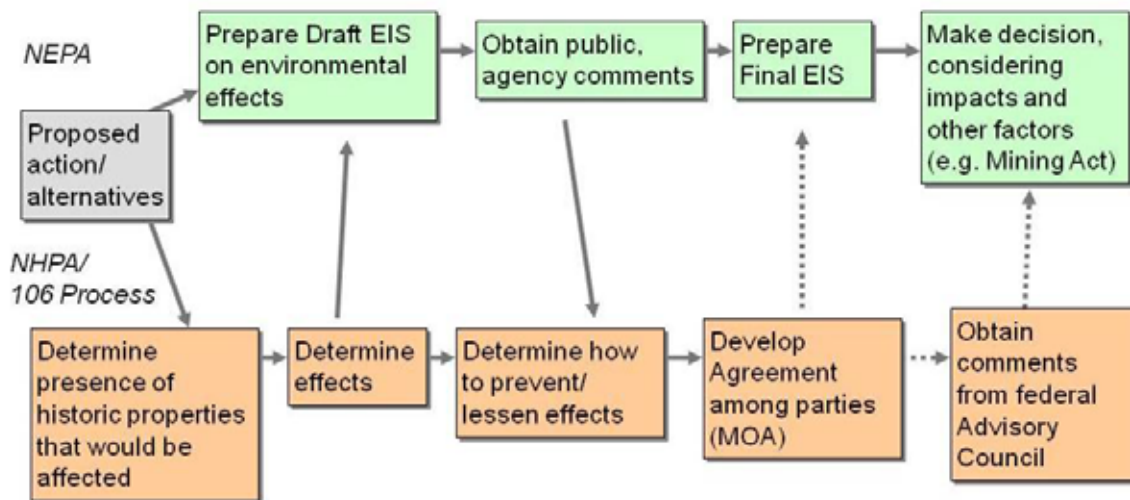 NEPA
Prepare Draft EIS
on environmental
effects
Obtain public,
agency comments
Prepare
Final EIS
Make decision,
considering
impacts and
other factors
(e.g. Mining Act)
Proposed
action/
alternatives
NHPA/
106 Process
Determine
presence of
historic properties
that would be
affected
Determine
effects
Determine how
to prevent/
lessen effects
Develop
Agreement
among parties
(MOA)
Obtain
comments
from federal
Advisory
Council